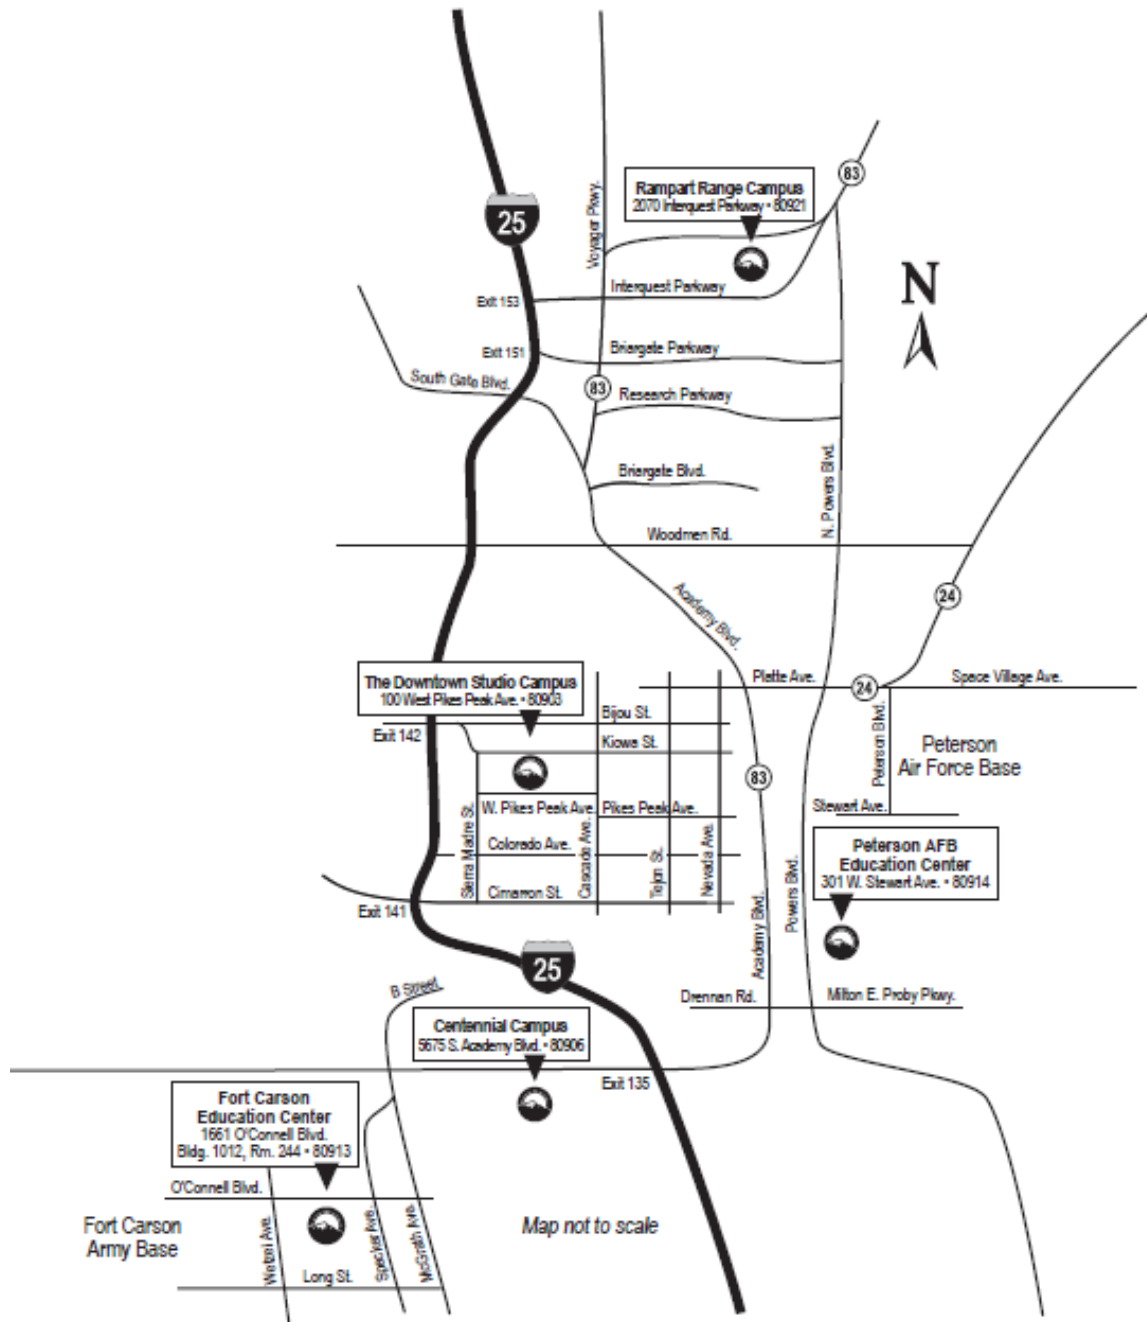 83
Rampart Range Campus
2070 Interquest Parkway • 80921
25
Voyager Pkwy.
N
Interquest Parkway
Exit 153
Exit 151
Briargate Parkway
South Gate Blvd.
83
Research Parkway
Briargate Blvd.
N. Powers Blvd.
Woodmen Rd.
24
Academy Blvd.
The Downtown Studio Campus
100 West Pikes Peak Ave. • 80903
Platte Ave.
24
Space Village Ave.
Bijou St.
Exit 142
Kiowa St.
Peterson Blvd.
Peterson
Air Force Base
83
W. Pikes Peak Ave.
Pikes Peak Ave.
Stewart Ave.
Sierra Madre St.
Colorado Ave.
Cascade Ave.
Tejon St.
Nevada Ave.
Peterson AFB
Education Center
301 W. Stewart Ave. • 80914
Cimarron St.
Exit 141
Academy Blvd.
Powers Blvd.
25
B Street
Drennan Rd.
Milton E. Proby Pkwy.
Centennial Campus
5675 S. Academy Blvd. • 80906
Exit 135
Fort Carson
Education Center
1661 O'Connell Blvd.
Bldg. 1012, Rm. 244 • 80913
O'Connell Blvd.
Fort Carson
Army Base
Wetzel Ave.
Specker Ave.
McGrath Ave.
Long St.
Map not to scale